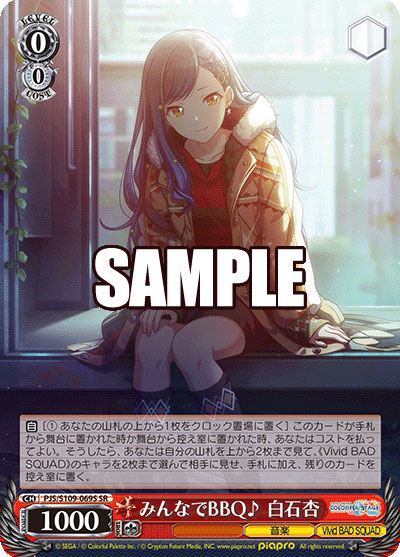 LEVEL
0
0
COST
SAMPLE
自 [① あなたの山札の上から1枚をクロック置場に置く] このカードが手札
から舞台に置かれた時か舞台から控え室に置かれた時、あなたはコストを払っ
てよい。そうしたら、あなたは自分の山札を上から2枚まで見て、《Vivid BAD
SQUAD》のキャラを2枚まで選んで相手に見せ、手札に加え、残りのカードを
控え室に置く。
CH PJS/S109-069S SR
みんなでBBQ♪ 白石杏
COLORFUL STAGE!
POWER 1000
音楽
Vivid BAD SQUAD
© SEGA / © Colorful Palette Inc. / © Crypton Future Media, INC. www.piapro.net piapro All rights reserved.